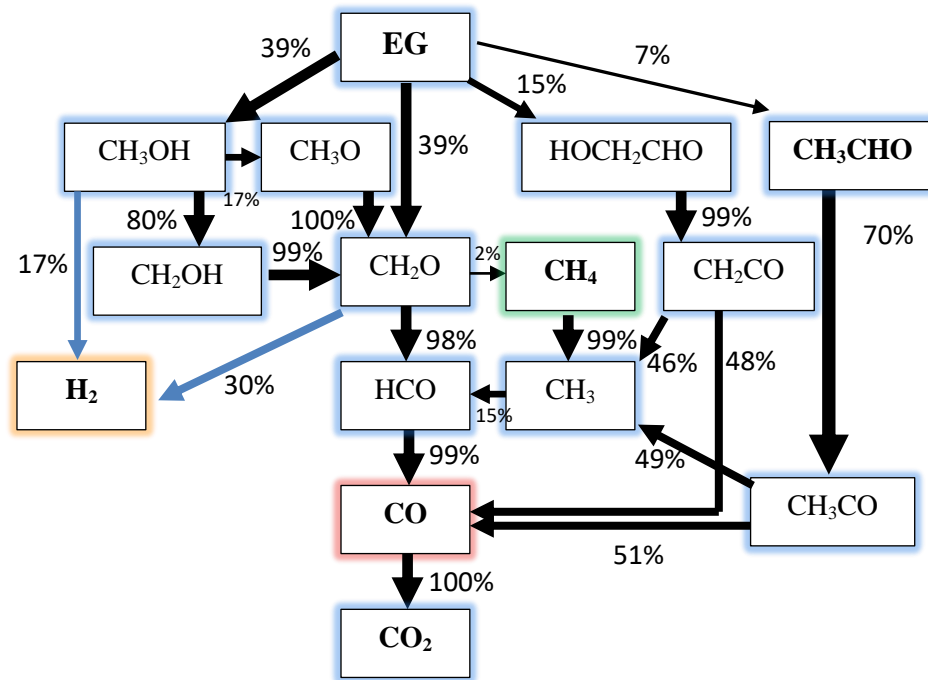 EG
39%
7%
15%
CH₃OH
CH₃O
39%
HOCH₂CHO
CH₃CHO
17%
80%
100%
99%
70%
17%
CH₂OH
99%
CH₂O
2%
CH₄
CH₂CO
98%
99%
46%
48%
30%
H₂
HCO
15%
CH₃
99%
49%
CO
CH₃CO
51%
100%
CO₂